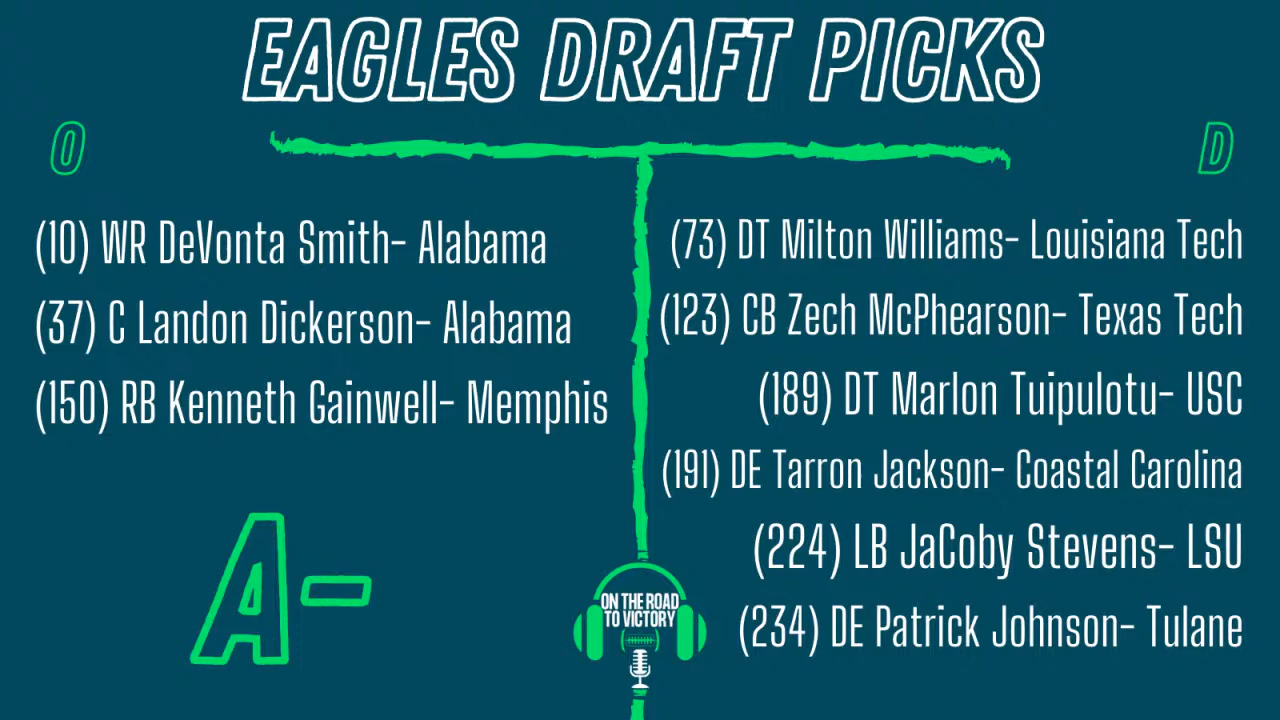 EAGLES DRAFT PICKS
O
(10) WR DeVonta Smith- Alabama
(37) C Landon Dickerson- Alabama
(150) RB Kenneth Gainwell- Memphis
A-
D
(73) DT Milton Williams- Louisiana Tech
(123) CB Zech McPhearson- Texas Tech
(189) DT Marlon Tuipulotu- USC
(191) DE Tarron Jackson- Coastal Carolina
(224) LB JaCoby Stevens- LSU
(234) DE Patrick Johnson- Tulane
ON THE ROAD
TO VICTORY